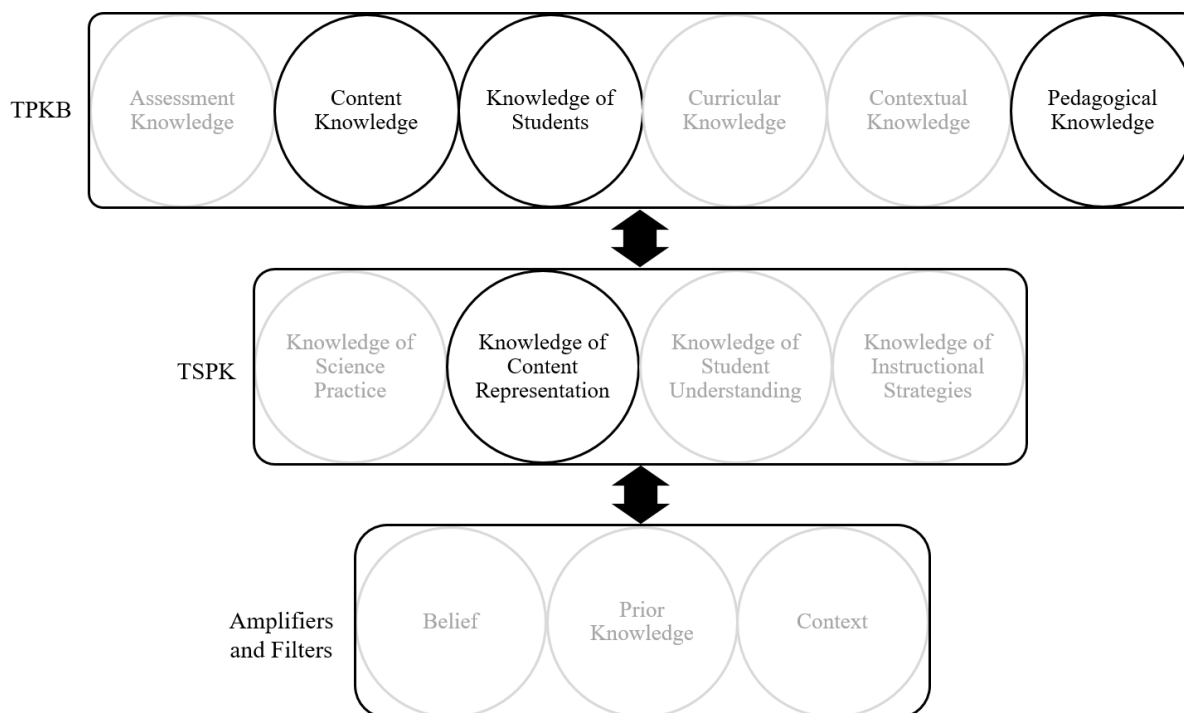 TPKB
Assessment
Knowledge
Content
Knowledge
Knowledge of
Students
Curricular
Knowledge
Contextual
Knowledge
Pedagogical
Knowledge
TSPK
Knowledge of
Science
Practice
Knowledge of
Content
Representation
Knowledge of
Student
Understanding
Knowledge of
Instructional
Strategies
Amplifiers
and Filters
Belief
Prior
Knowledge
Context